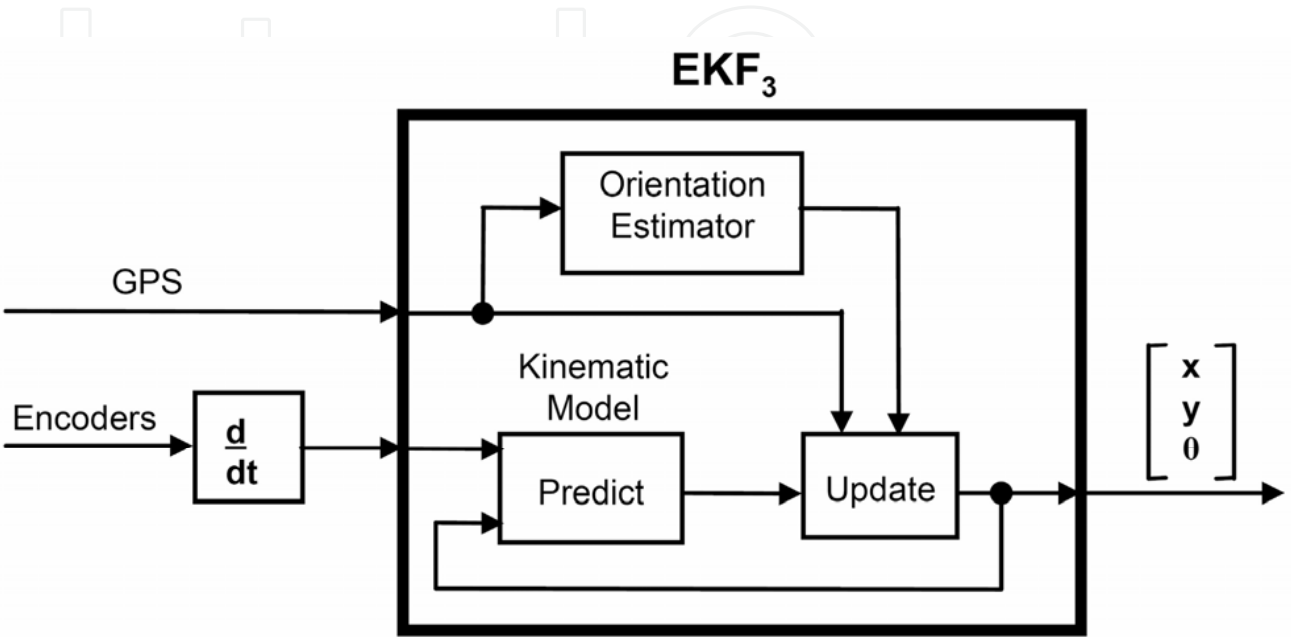 EKF3
Orientation
Estimator
GPS
Kinematic
Model
Encoders
d
dt
Predict
Update
x
y
θ